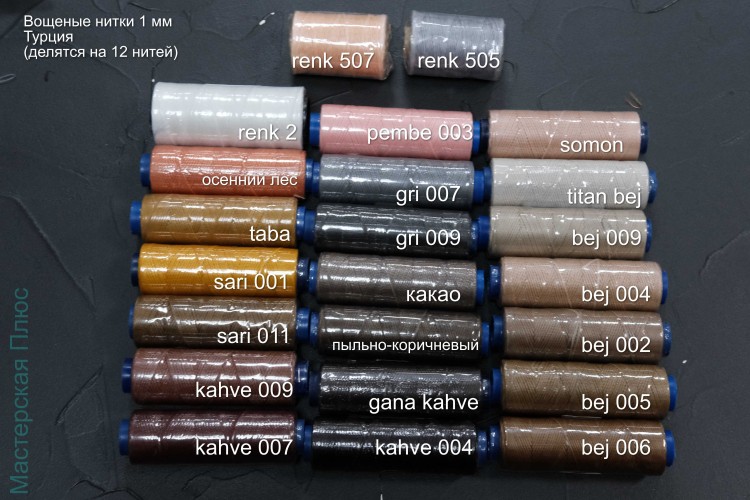 Вощеные нитки 1 мм
Турция
(делятся на 12 нитей)
renk 507
renk 505
renk 2
pembe 003
somon
осенний лес
gri 007
titan bej
taba
gri 009
bej 009
sari 001
какао
bej 004
sari 011
пыльно-коричневый
bej 002
kahve 009
gana kahve
bej 005
kahve 007
kahve 004
bej 006
Мастерская Плюс